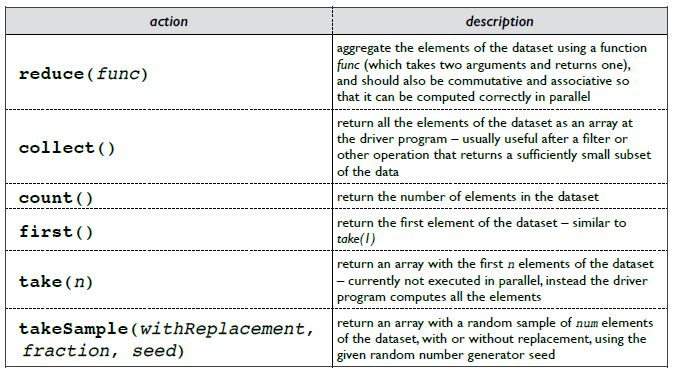 action description
reduce(func)
aggregate the elements of the dataset using a function
func (which takes two arguments and returns one),
and should also be commutative and associative so
that it can be computed correctly in parallel
collect()
return all the elements of the dataset as an array at
the driver program – usually useful after a filter or
other operation that returns a sufficiently small subset
of the data
count()
return the number of elements in the dataset
first()
return the first element of the dataset – similar to
take(1)
take(n)
return an array with the first n elements of the dataset
– currently not executed in parallel, instead the driver
program computes all the elements
takeSample(withReplacement,
fraction, seed)
return an array with a random sample of num elements
of the dataset, with or without replacement, using the
given random number generator seed